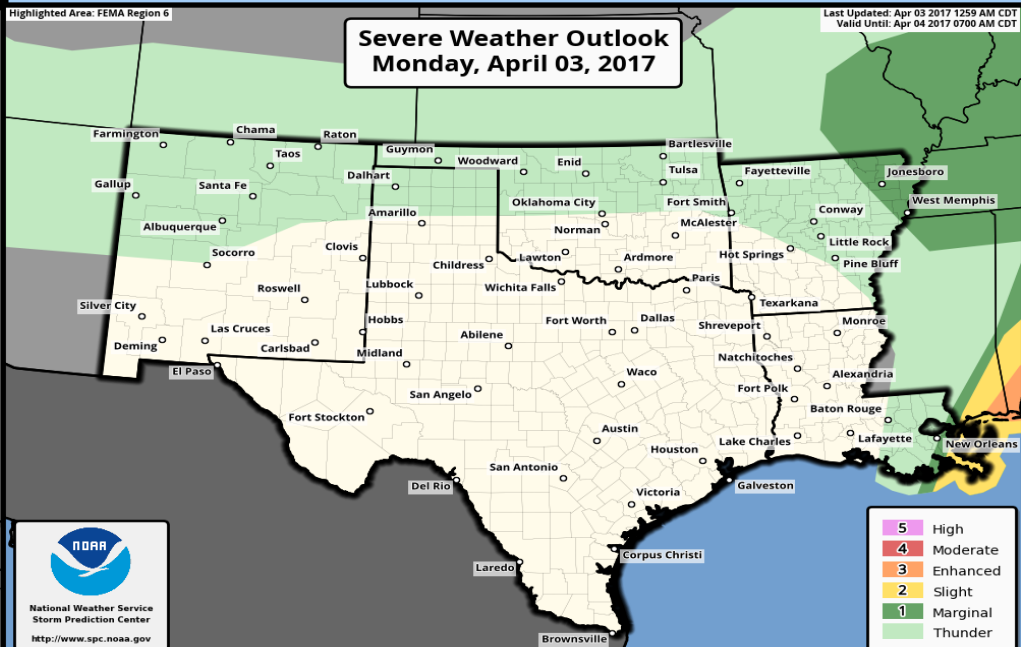 Highlighted Area: FEMA Region 6
Last Updated: Apr 03 2017 1259 AM CDT
Valid Until: Apr 04 2017 0700 AM CDT
Severe Weather Outlook
Monday, April 03, 2017
Farmington
Chama
Raton
Taos
Guymon
Woodward
Enid
Bartlesville
Tulsa
Fayetteville
Jonesboro
Gallup
Santa Fe
Dalhart
Oklahoma City
Fort Smith
West Memphis
Albuquerque
Amarillo
Norman
McAlester
Conway
Little Rock
Socorro
Clovis
Childress
Lawton
Ardmore
Hot Springs
Pine Bluff
Roswell
Lubbock
Wichita Falls
Paris
Texarkana
Silver City
Las Cruces
Hobbs
Abilene
Fort Worth
Dallas
Shreveport
Monroe
Deming
Carlsbad
Midland
Natchitoches
El Paso
Waco
Alexandria
San Angelo
Fort Polk
Fort Stockton
Baton Rouge
Austin
Houston
Lake Charles
Lafayette
New Orleans
San Antonio
Del Rio
Galveston
Victoria
Corpus Christi
Laredo
Brownsville
NOAA
National Weather Service
Storm Prediction Center
http://www.spc.noaa.gov
5 High
4 Moderate
3 Enhanced
2 Slight
1 Marginal
Thunder